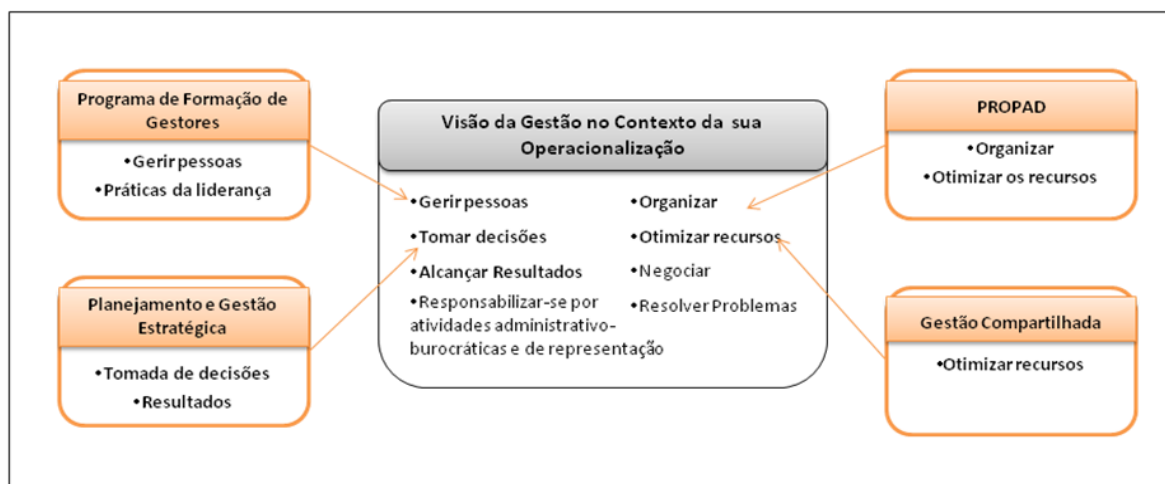 Programa de Formação de
Gestores
•Gerir pessoas
•Práticas da liderança
Planejamento e Gestão
Estratégica
•Tomada de decisões
•Resultados
Visão da Gestão no Contexto da sua
Operacionalização
•Gerir pessoas
•Tomar decisões
•Alcançar Resultados
•Responsabilizar-se por
atividades administrativo-
burocráticas e de representação
•Organizar
•Otimizar recursos
•Negociar
•Resolver Problemas
PROPAD
•Organizar
•Otimizar os recursos
Gestão Compartilhada
•Otimizar recursos